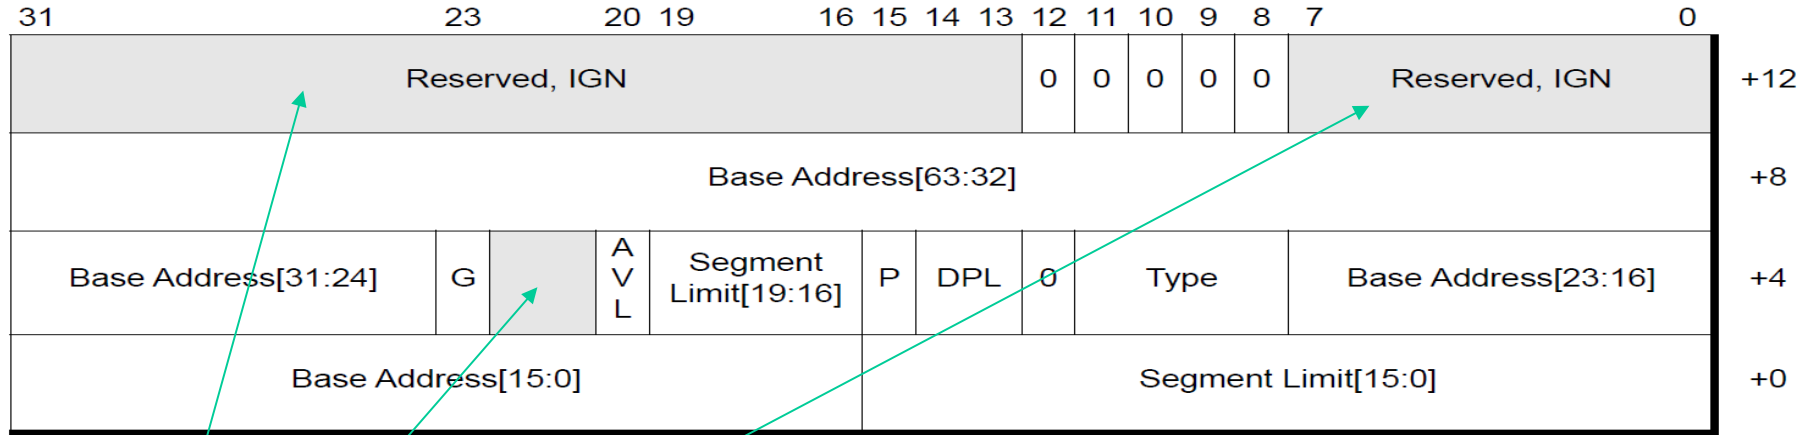 31 23 20 19 16 15 14 13 12 11 10 9 8 7 0
Reserved, IGN 0 0 0 0 0 Reserved, IGN +12
Base Address[63:32] +8
Base Address[31:24] G A V L Segment Limit[19:16] P DPL 0 Type Base Address[23:16] +4
Base Address[15:0] Segment Limit[15:0] +0